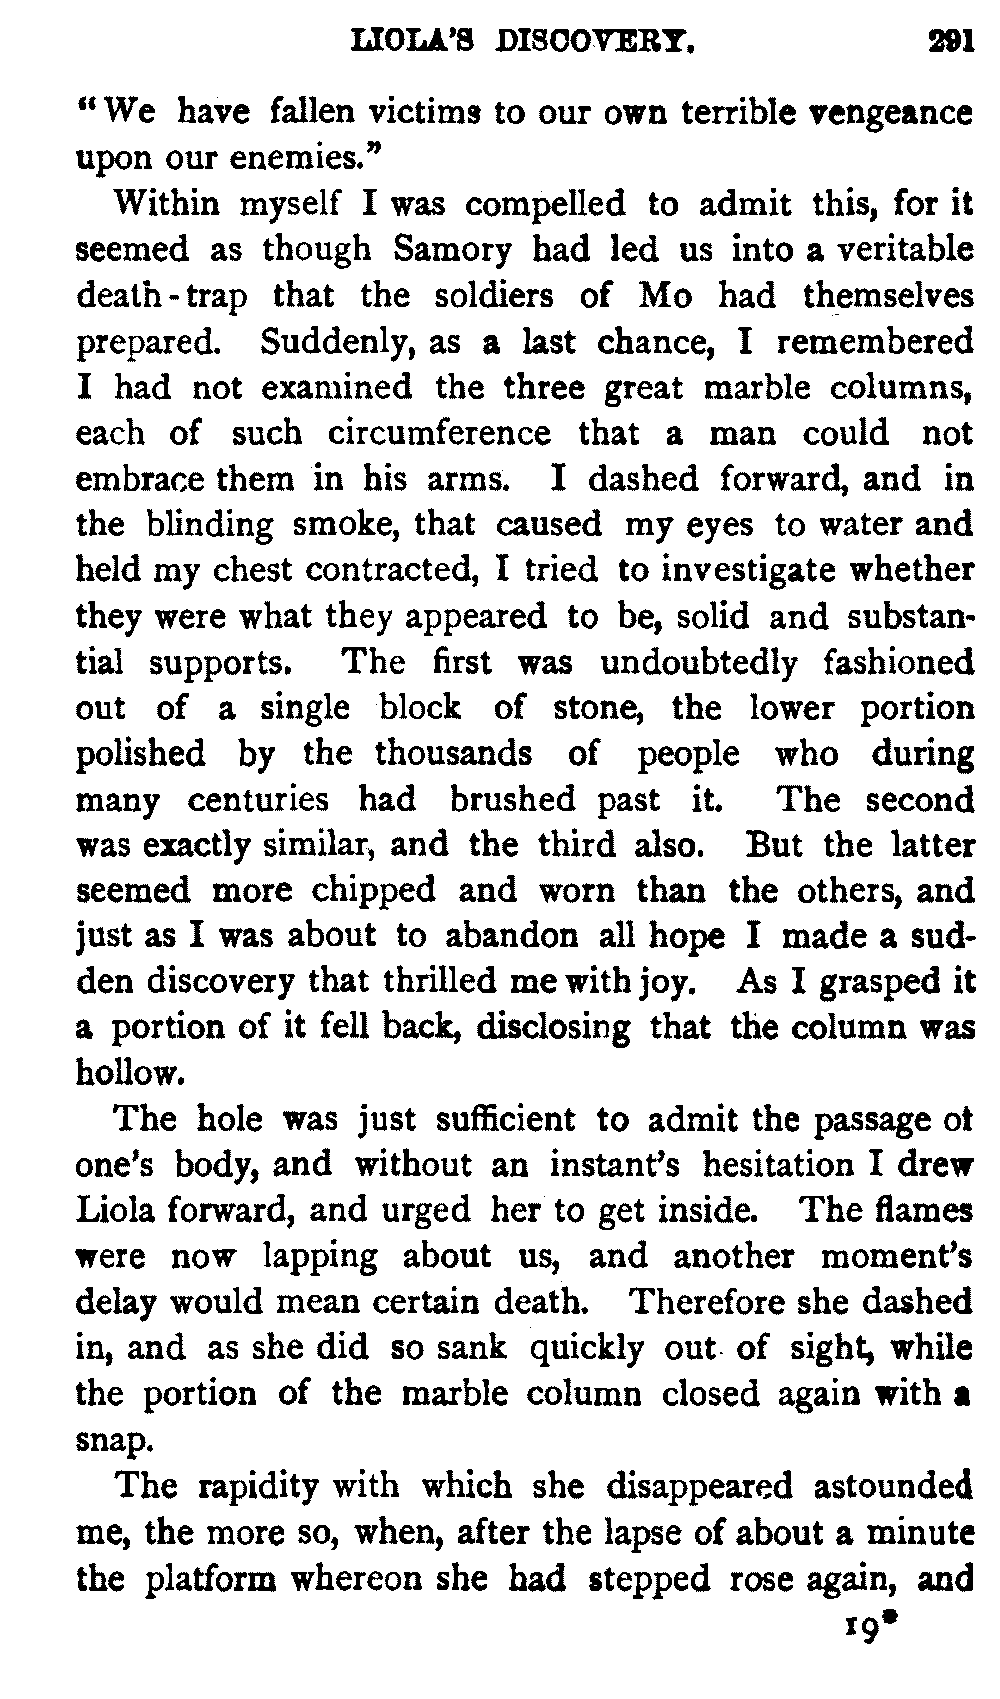 LIOLA'S DISCOVERY. 291
"We have fallen victims to our own terrible vengeance
upon our enemies."
Within myself I was compelled to admit this, for it
seemed as though Samory had led us into a veritable
death-trap that the soldiers of Mo had themselves
prepared. Suddenly, as a last chance, I remembered
I had not examined the three great marble columns,
each of such circumference that a man could not
embrace them in his arms. I dashed forward, and in
the blinding smoke, that caused my eyes to water and
held my chest contracted, I tried to investigate whether
they were what they appeared to be, solid and substan-
tial supports. The first was undoubtedly fashioned
out of a single block of stone, the lower portion
polished by the thousands of people who during
many centuries had brushed past it. The second
was exactly similar, and the third also. But the latter
seemed more chipped and worn than the others, and
just as I was about to abandon all hope I made a sud-
den discovery that thrilled me with joy. As I grasped it
a portion of it fell back, disclosing that the column was
hollow.
The hole was just sufficient to admit the passage of
one's body, and without an instant's hesitation I drew
Liola forward, and urged her to get inside. The flames
were now lapping about us, and another moment's
delay would mean certain death. Therefore she dashed
in, and as she did so sank quickly out of sight, while
the portion of the marble column closed again with a
snap.
The rapidity with which she disappeared astounded
me, the more so, when, after the lapse of about a minute
the platform whereon she had stepped rose again, and
19*